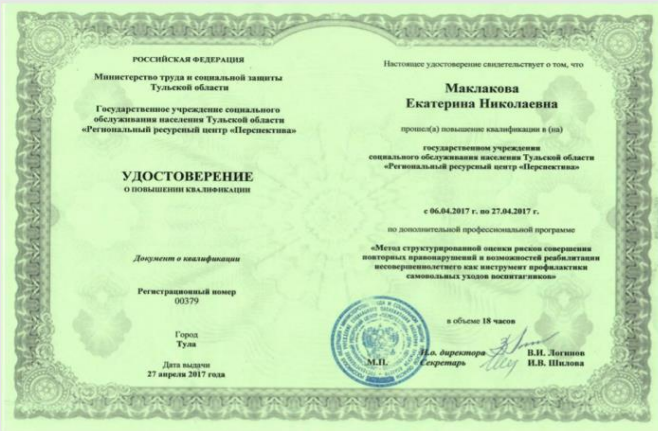 РОССИЙСКАЯ ФЕДЕРАЦИЯ
Министерство труда и социальной защиты
Тульской области
Государственное учреждение социального
обслуживания населения Тульской области
«Региональный ресурсный центр «Перспектива»
УДОСТОВЕРЕНИЕ
О ПОВЫШЕНИИ КВАЛИФИКАЦИИ
Документ о квалификации
Регистрационный номер
00379
Город
Тула
Дата выдачи
27 апреля 2017 года
Настоящее удостоверение свидетельствует о том, что
Маклакова
Екатерина Николаевна
прошел(а) повышение квалификации в (на)
государственном учреждении
социального обслуживания населения Тульской области
«Региональный ресурсный центр «Перспектива»
с 06.04.2017 г. по 27.04.2017 г.
по дополнительной профессиональной программе
«Метод структурированной оценки рисков совершения
повторных правонарушений и возможностей реабилитации
несовершеннолетнего как инструмент профилактики
самовольных уходов воспитагников»
в объеме 18 часов
М.П.
И.о. директора В.И. Логинов
Секретарь И.В. Шилова